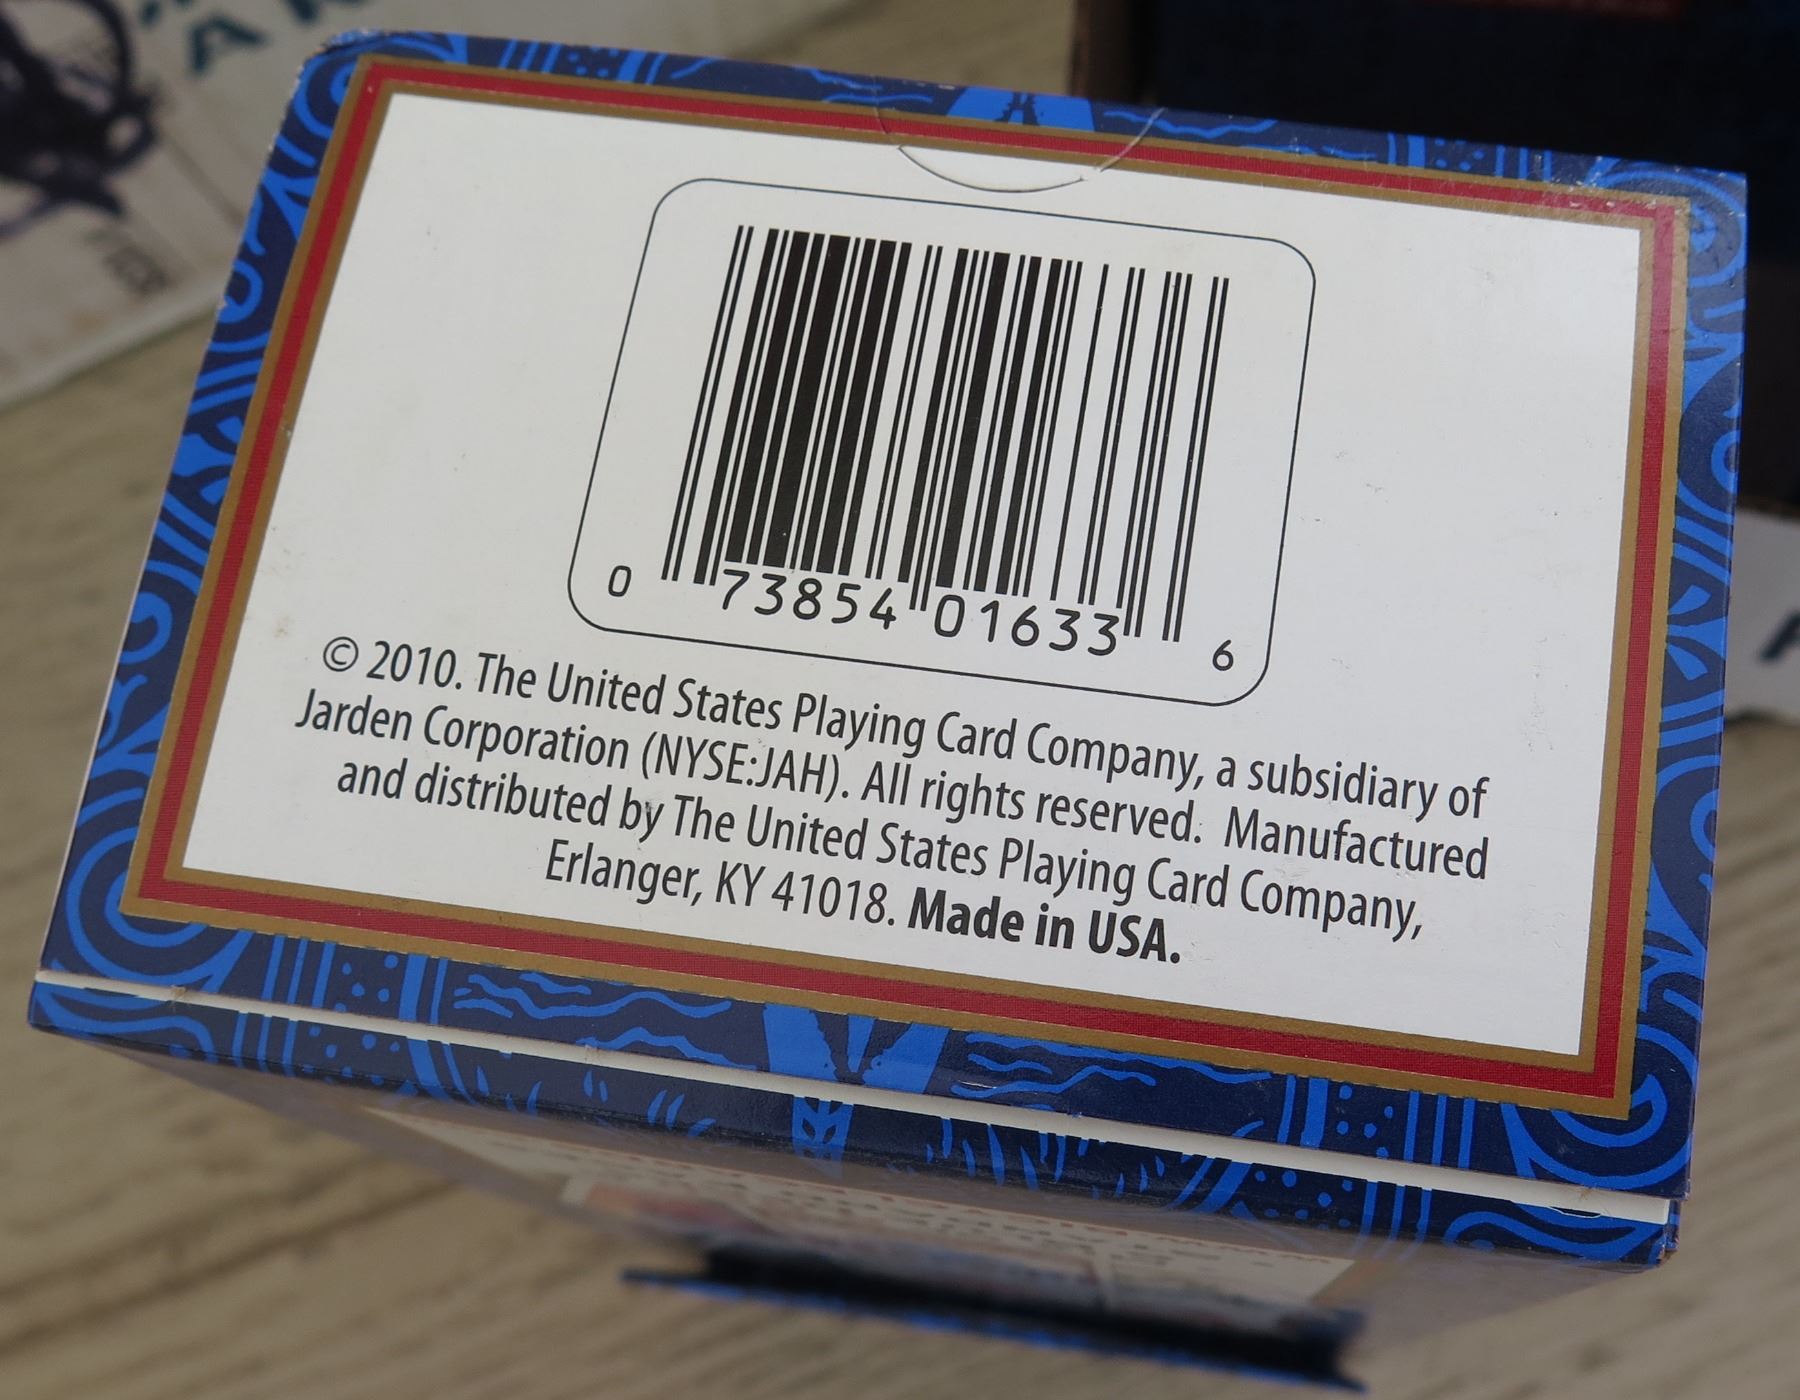 0 73854 01633 6
© 2010. The United States Playing Card Company, a subsidiary of
Jarden Corporation (NYSE:JAH). All rights reserved. Manufactured
and distributed by The United States Playing Card Company,
Erlanger, KY 41018. Made in USA.